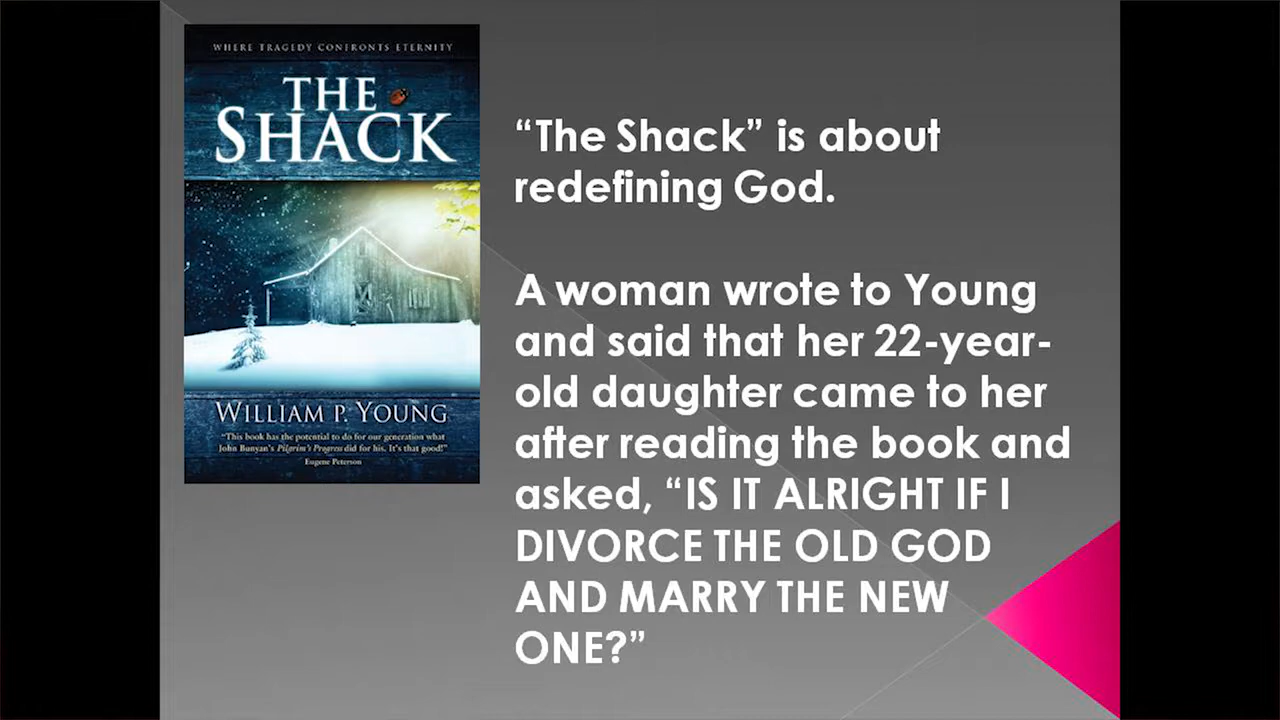 WHERE TRAGEDY CONFRONTS ETERNITY
THE
SHACK
WILLIAM P. YOUNG
“This book has the potential to do for our generation what
John Bunyan's Pilgrim's Progress did for his. It's that good!”
Eugene Peterson
“The Shack” is about
redefining God.
A woman wrote to Young
and said that her 22-year-
old daughter came to her
after reading the book and
asked, “IS IT ALRIGHT IF I
DIVORCE THE OLD GOD
AND MARRY THE NEW
ONE?”